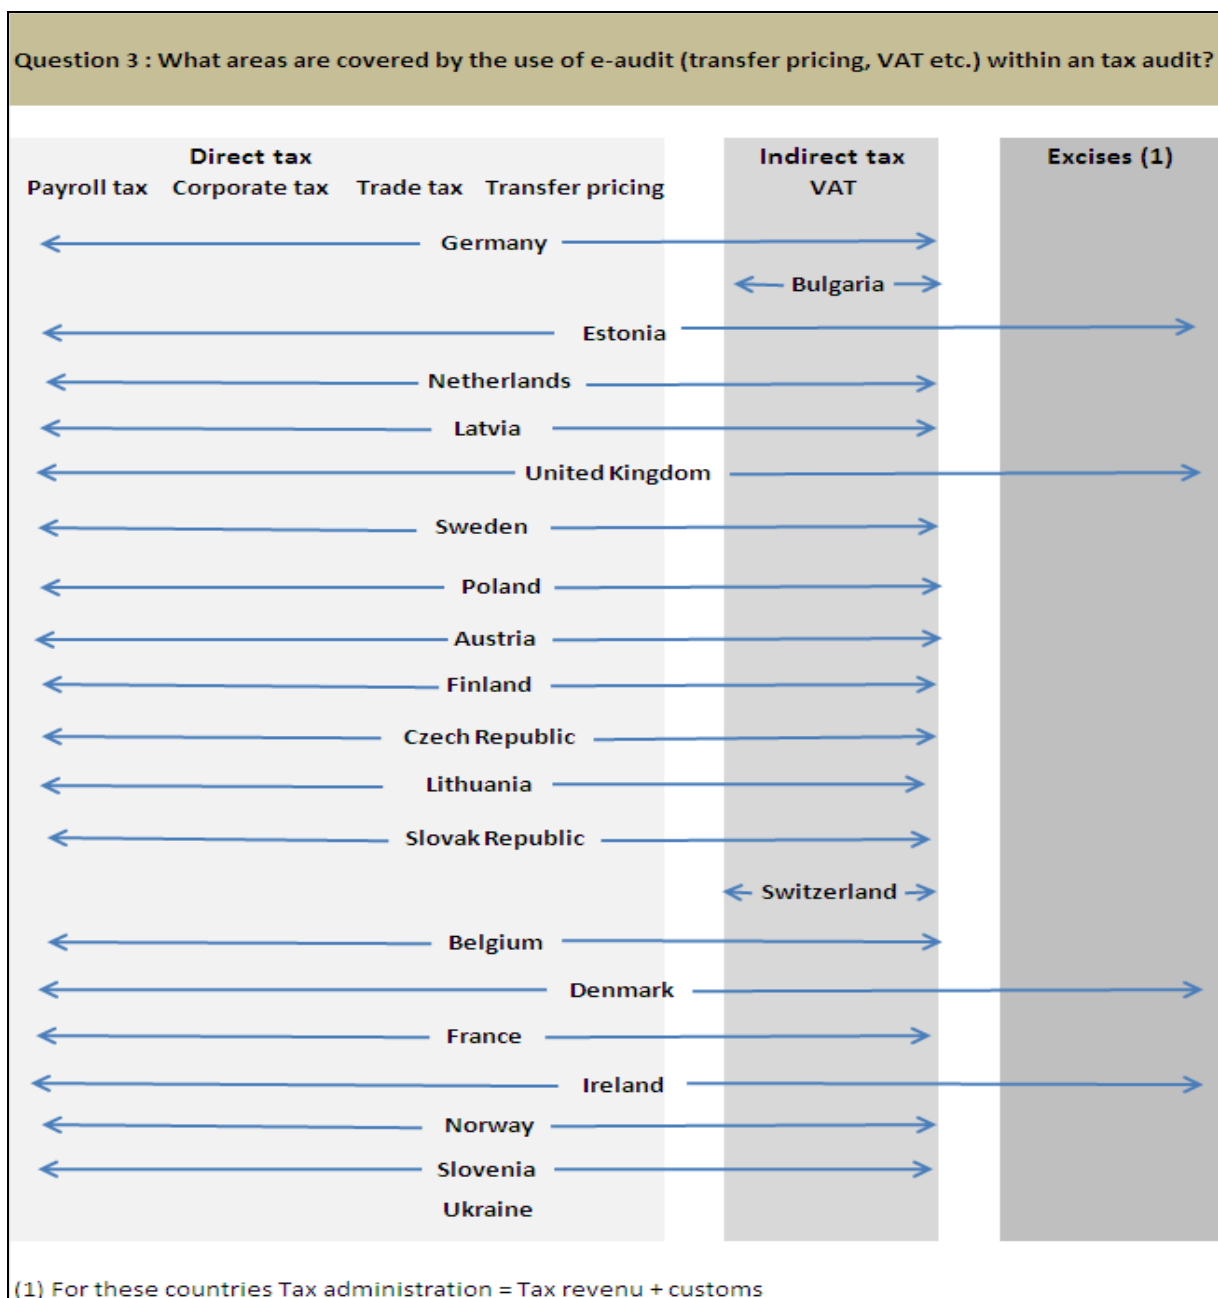 Question 3 : What areas are covered by the use of e-audit (transfer pricing, VAT etc.) within an tax audit?
Direct tax Indirect tax Excises (1)
Payroll tax Corporate tax Trade tax Transfer pricing VAT
Germany
Bulgaria
Estonia
Netherlands
Latvia
United Kingdom
Sweden
Poland
Austria
Finland
Czech Republic
Lithuania
Slovak Republic
Switzerland
Belgium
Denmark
France
Ireland
Norway
Slovenia
Ukraine
(1) For these countries Tax administration = Tax revenu + customs